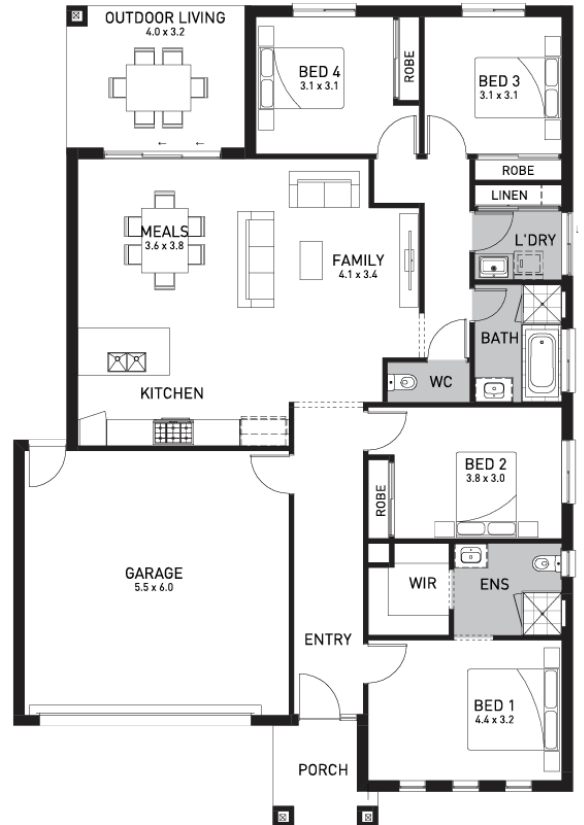 OUTDOOR LIVING
4.0 x 3.2
BED 4
3.1 x 3.1
ROBE
BED 3
3.1 x 3.1
ROBE
LINEN
L'DRY
MEALS
3.6 x 3.8
FAMILY
4.1 x 3.4
BATH
WC
KITCHEN
BED 2
3.8 x 3.0
ROBE
GARAGE
5.5 x 6.0
WIR
ENS
ENTRY
BED 1
4.4 x 3.2
PORCH